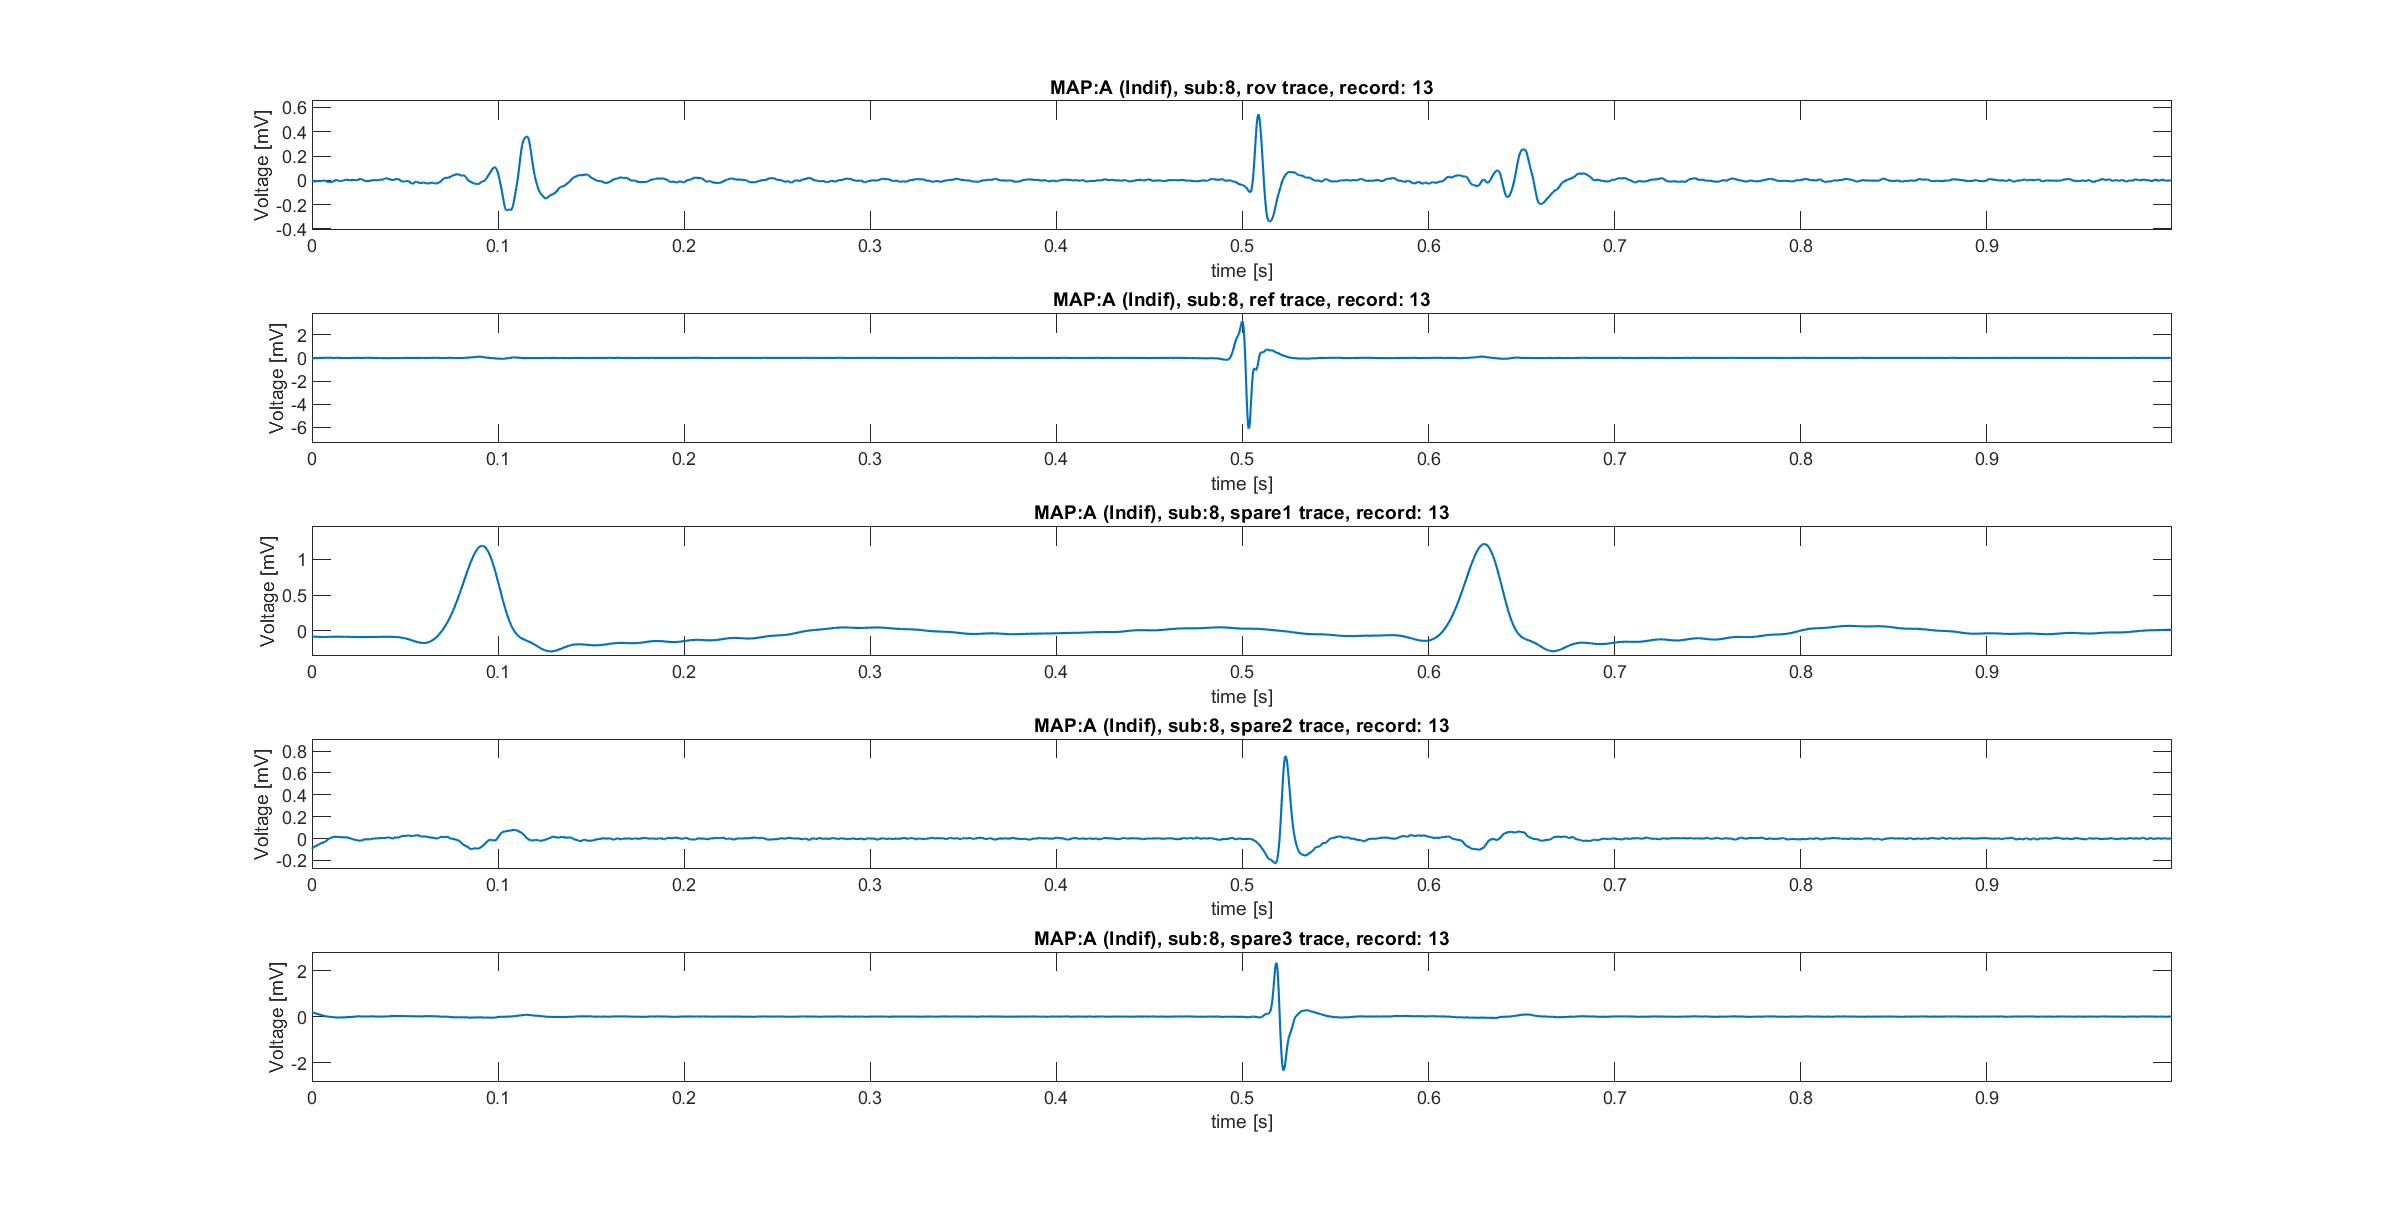 MAP:A (Indif), sub:8, rov trace, record: 13
Voltage [mV]
0.6
0.4
0.2
0
-0.2
-0.4
0 0.1 0.2 0.3 0.4 0.5 0.6 0.7 0.8 0.9
time [s]
MAP:A (Indif), sub:8, ref trace, record: 13
Voltage [mV]
2
0
-2
-4
-6
0 0.1 0.2 0.3 0.4 0.5 0.6 0.7 0.8 0.9
time [s]
MAP:A (Indif), sub:8, spare1 trace, record: 13
Voltage [mV]
1
0.5
0
0 0.1 0.2 0.3 0.4 0.5 0.6 0.7 0.8 0.9
time [s]
MAP:A (Indif), sub:8, spare2 trace, record: 13
Voltage [mV]
0.8
0.6
0.4
0.2
0
-0.2
0 0.1 0.2 0.3 0.4 0.5 0.6 0.7 0.8 0.9
time [s]
MAP:A (Indif), sub:8, spare3 trace, record: 13
Voltage [mV]
2
0
-2
0 0.1 0.2 0.3 0.4 0.5 0.6 0.7 0.8 0.9
time [s]